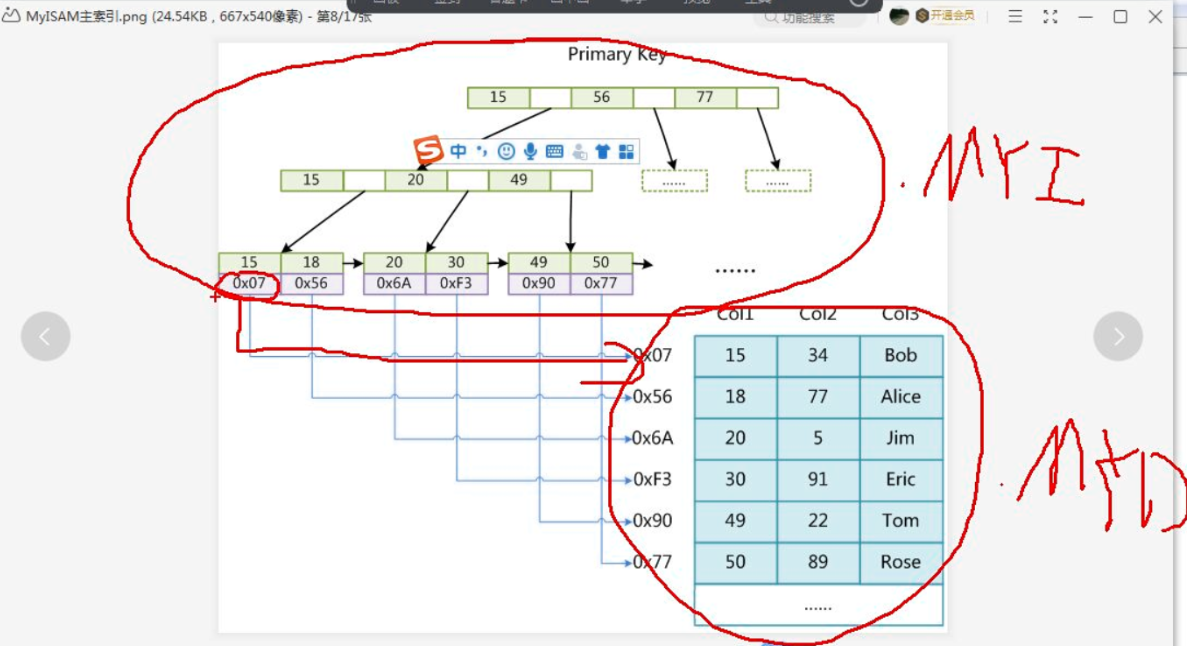 MyISAM主索引.png (24.54KB , 667x540像素) - 第8/17张
功能搜索
开通会员
Primary Key
15 56 77
中
15 20 49
...... ......
.MYI
15 18 20 30 49 50
0x07 0x56 0x6A 0xF3 0x90 0x77
......
Col1 Col2 Col3
0x07 15 34 Bob
0x56 18 77 Alice
0x6A 20 5 Jim
0xF3 30 91 Eric
.MYD
0x90 49 22 Tom
0x77 50 89 Rose
......